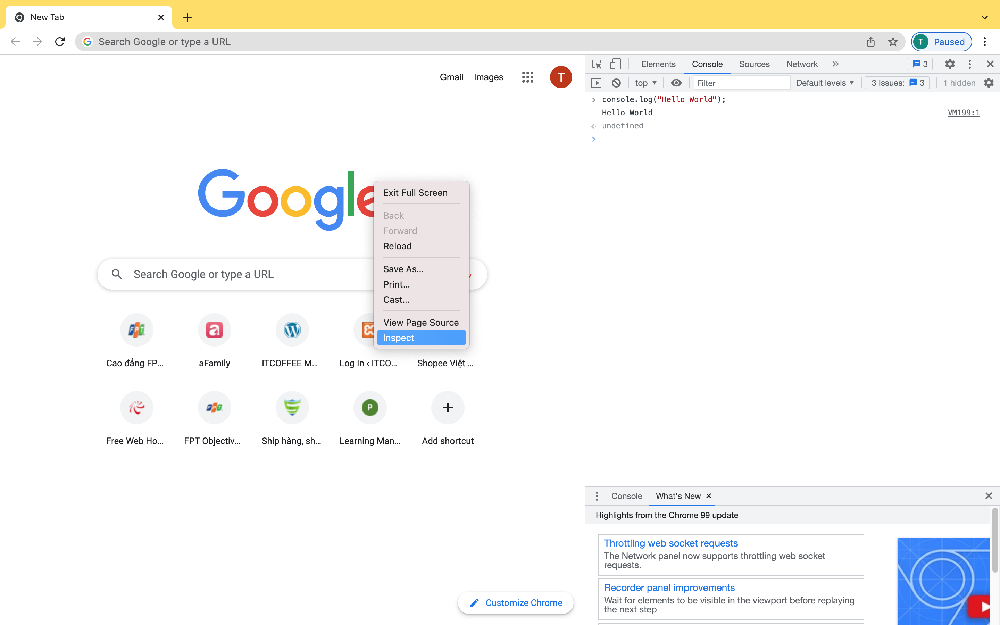 New Tab
Search Google or type a URL
T Paused
Gmail Images T
Google
Search Google or type a URL
Exit Full Screen
Back
Forward
Reload
Save As...
Print...
Cast...
View Page Source
Inspect
FPT
a
Cao đẳng FP...
aFamily
ITCOFFEE M...
Log In ‹ ITCO...
Shopee Việt ...
FPT
P
Free Web Ho...
FPT Objectiv...
Ship hàng, sh...
Learning Man...
Add shortcut
Customize Chrome
Elements Console Sources Network 3
top Filter Default levels 3 Issues: 3 1 hidden
console.log("Hello World");
Hello World VM199:1
undefined
Console What's New
Highlights from the Chrome 99 update
Throttling web socket requests
The Network panel now supports throttling web socket
requests.
Recorder panel improvements
Wait for elements to be visible in the viewport before replaying
the next step